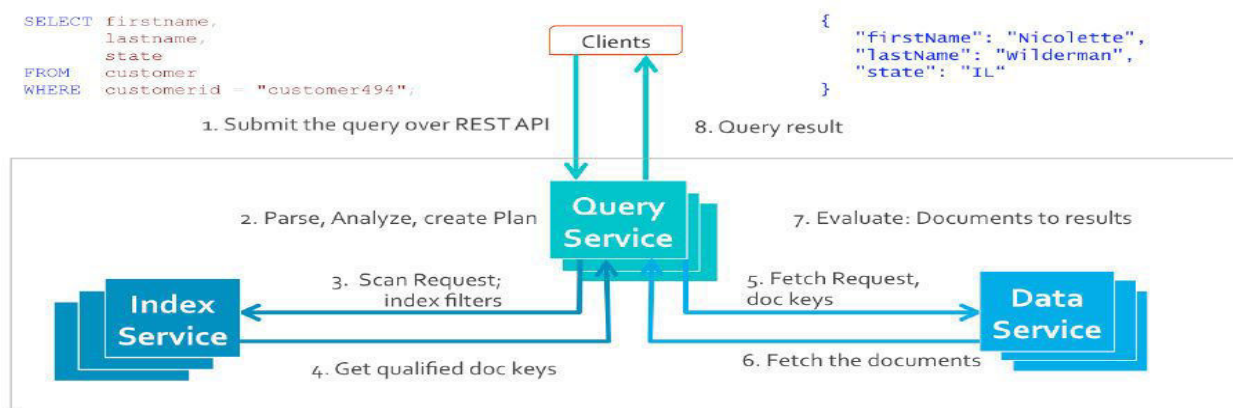 SELECT firstname,
lastname,
state
FROM customer
WHERE customerid = "customer494";
Clients
{
"firstName": "Nicolette",
"lastName": "Wilderman",
"state": "IL"
}
1. Submit the query over REST API
8. Query result
2. Parse, Analyze, create Plan
Query
Service
7. Evaluate: Documents to results
3. Scan Request;
index filters
5. Fetch Request,
doc keys
Index
Service
Data
Service
4. Get qualified doc keys
6. Fetch the documents